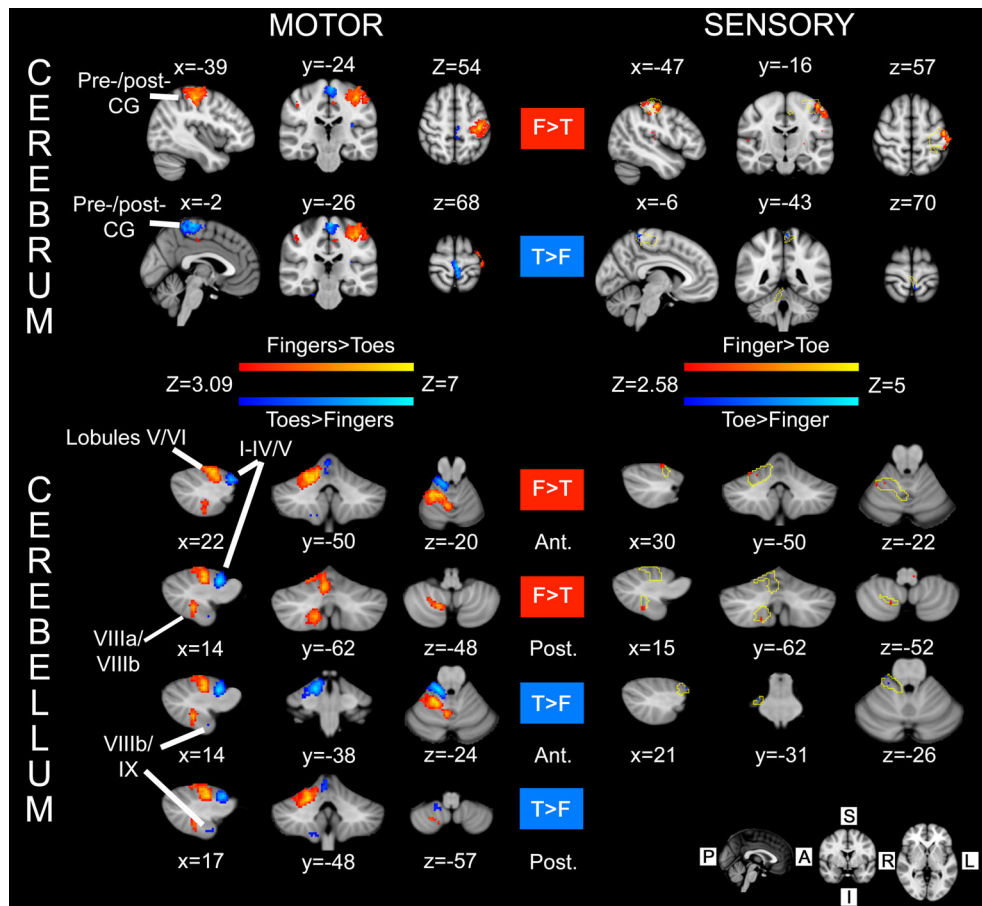 MOTOR
SENSORY
CEREBRUM
x=-39 y=-24 Z=54
x=-47 y=-16 z=57
Pre-/post-
CG
F>T
x=-2 y=-26 z=68
x=-6 y=-43 z=70
Pre-/post-
CG
T>F
Fingers>Toes
Finger>Toe
Z=3.09 Z=7
Z=2.58 Z=5
Toes>Fingers
Toe>Finger
CEREBELLUM
Lobules V/VI
I-IV/V
F>T
x=22 y=-50 z=-20
Ant.
x=30 y=-50 z=-22
F>T
VIIIa/
VIIIb
x=14 y=-62 z=-48
Post.
x=15 y=-62 z=-52
T>F
VIIIb/
IX
x=14 y=-38 z=-24
Ant.
x=21 y=-31 z=-26
T>F
x=17 y=-48 z=-57
Post.
S
P A R L
I